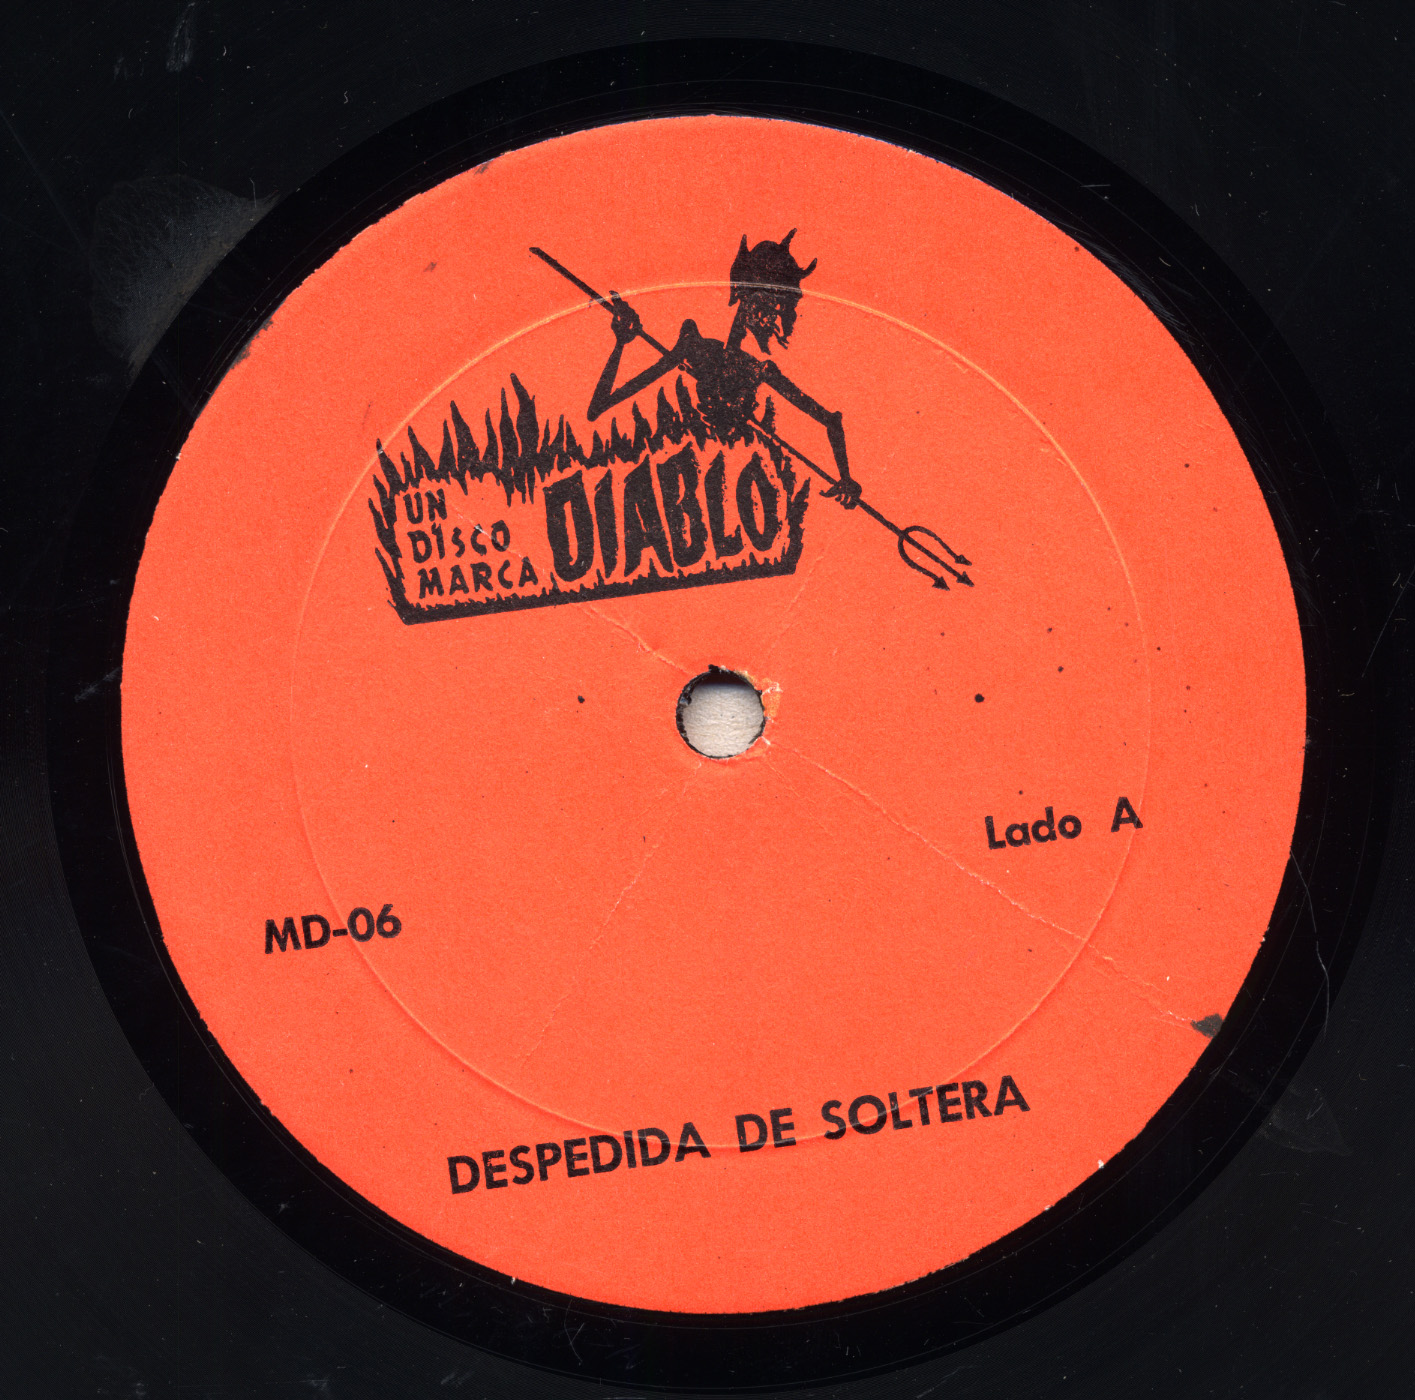 UN
DISCO
MARCA
DIABLO
Lado A
MD-06
DESPEDIDA DE SOLTERA